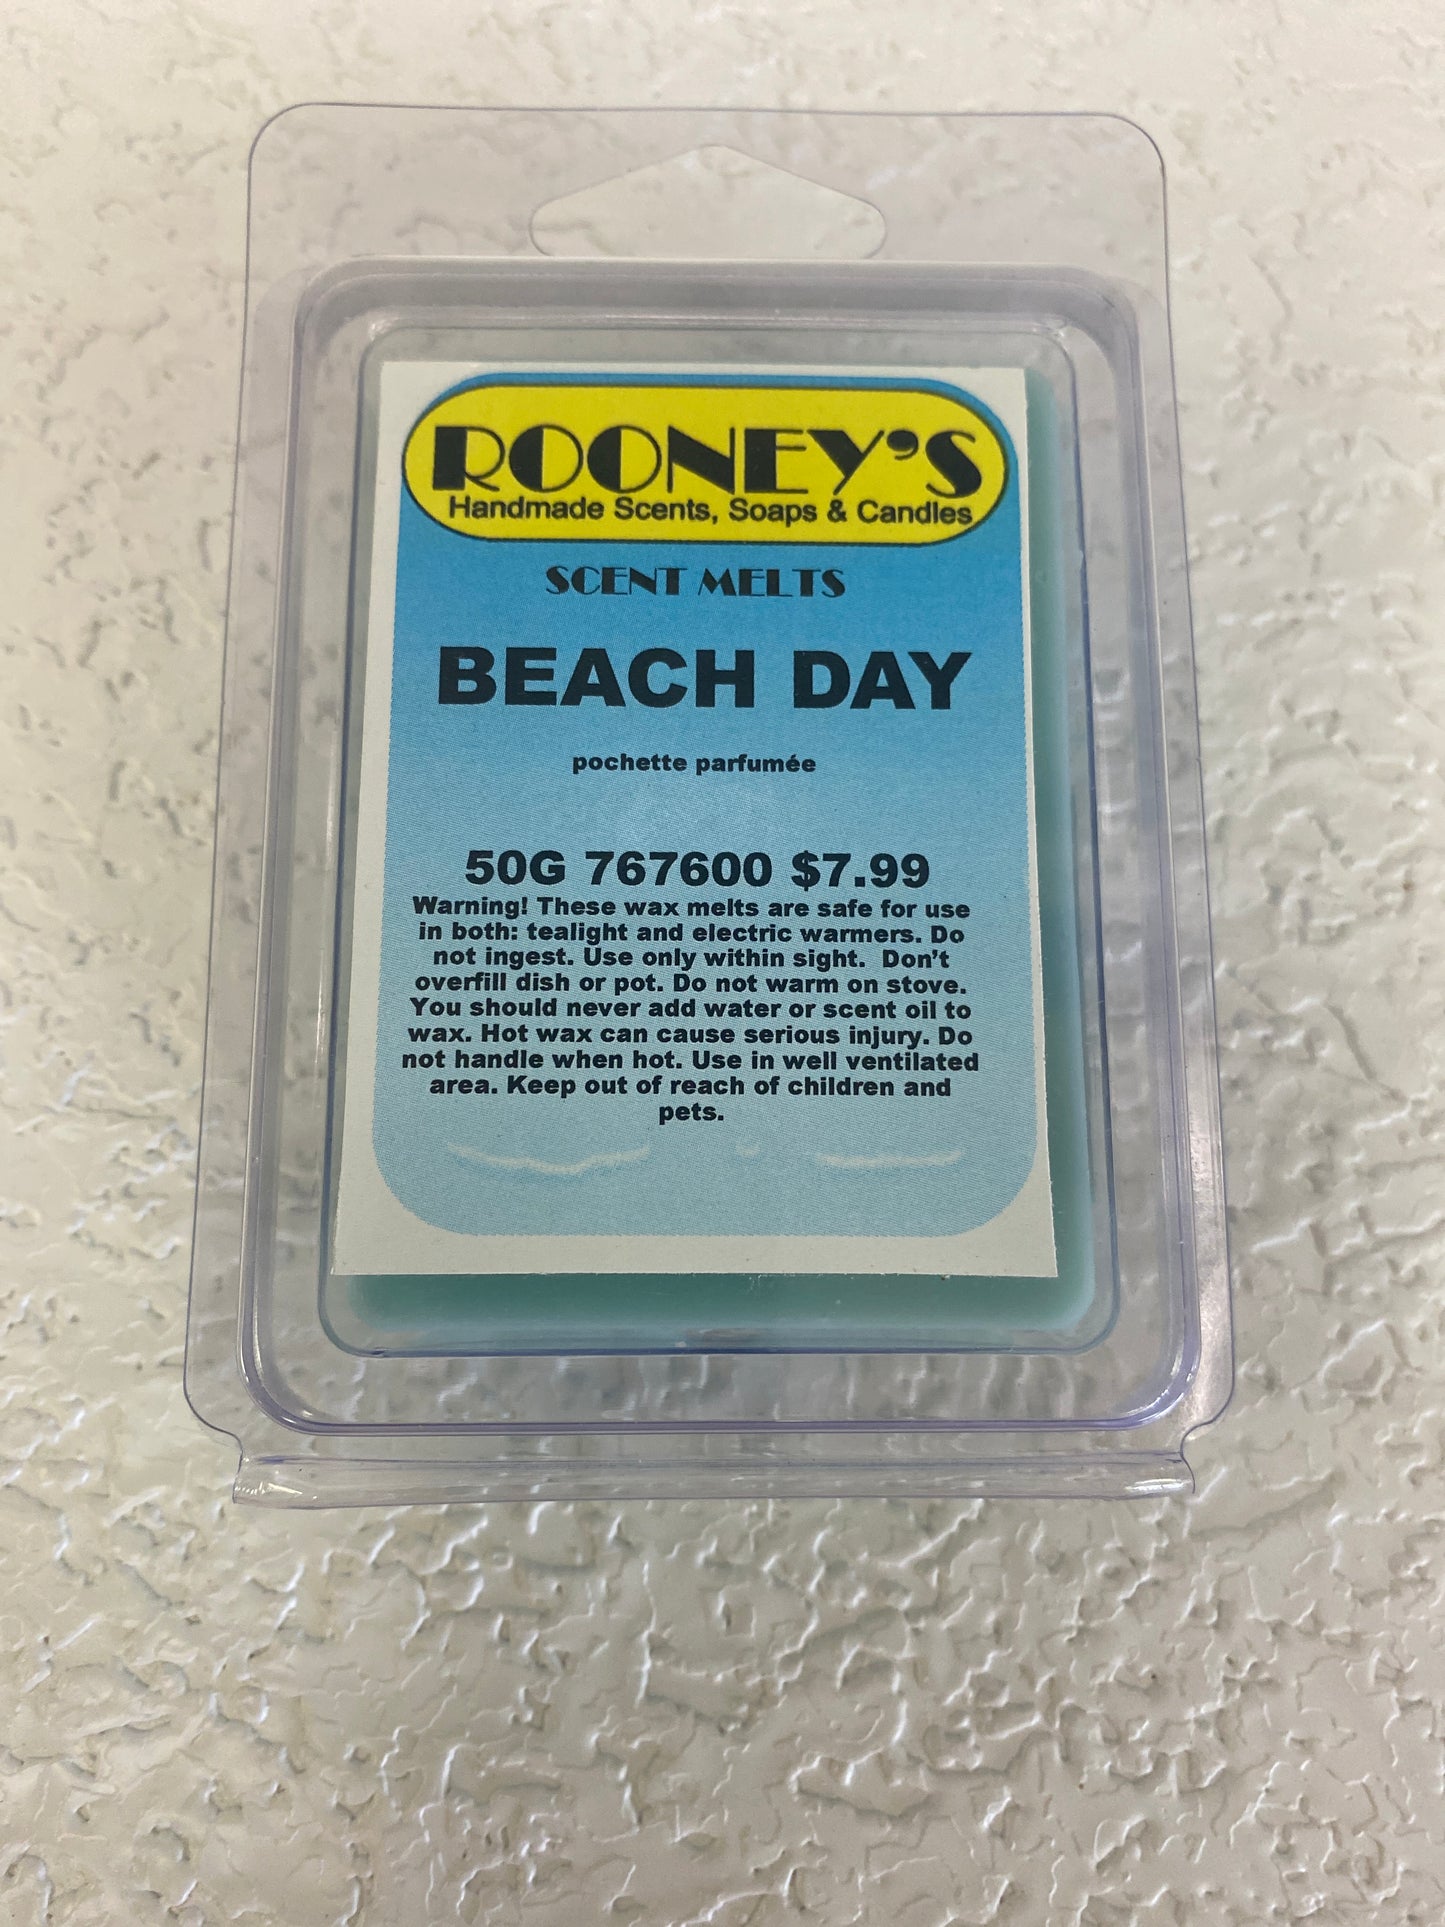 ROONEY'S
Handmade Scents, Soaps & Candles
SCENT MELTS
BEACH DAY
pochette parfumée
50G 767600 $7.99
Warning! These wax melts are safe for use
in both: tealight and electric warmers. Do
not ingest. Use only within sight.  Don't
overfill dish or pot. Do not warm on stove.
You should never add water or scent oil to
wax. Hot wax can cause serious injury. Do
not handle when hot. Use in well ventilated
area. Keep out of reach of children and
pets.